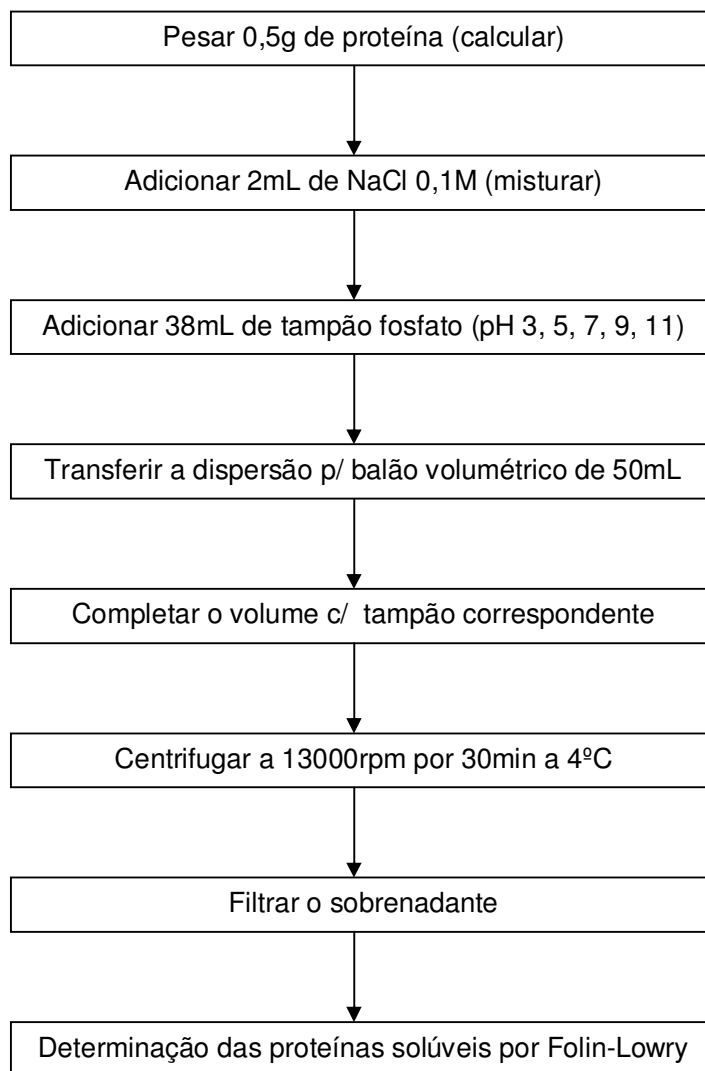 Pesar 0,5g de proteína (calcular)
Adicionar 2mL de NaCl 0,1M (misturar)
Adicionar 38mL de tampão fosfato (pH 3, 5, 7, 9, 11)
Transferir a dispersão p/ balão volumétrico de 50mL
Completar o volume c/ tampão correspondente
Centrifugar a 13000rpm por 30min a 4ºC
Filtrar o sobrenadante
Determinação das proteínas solúveis por Folin-Lowry